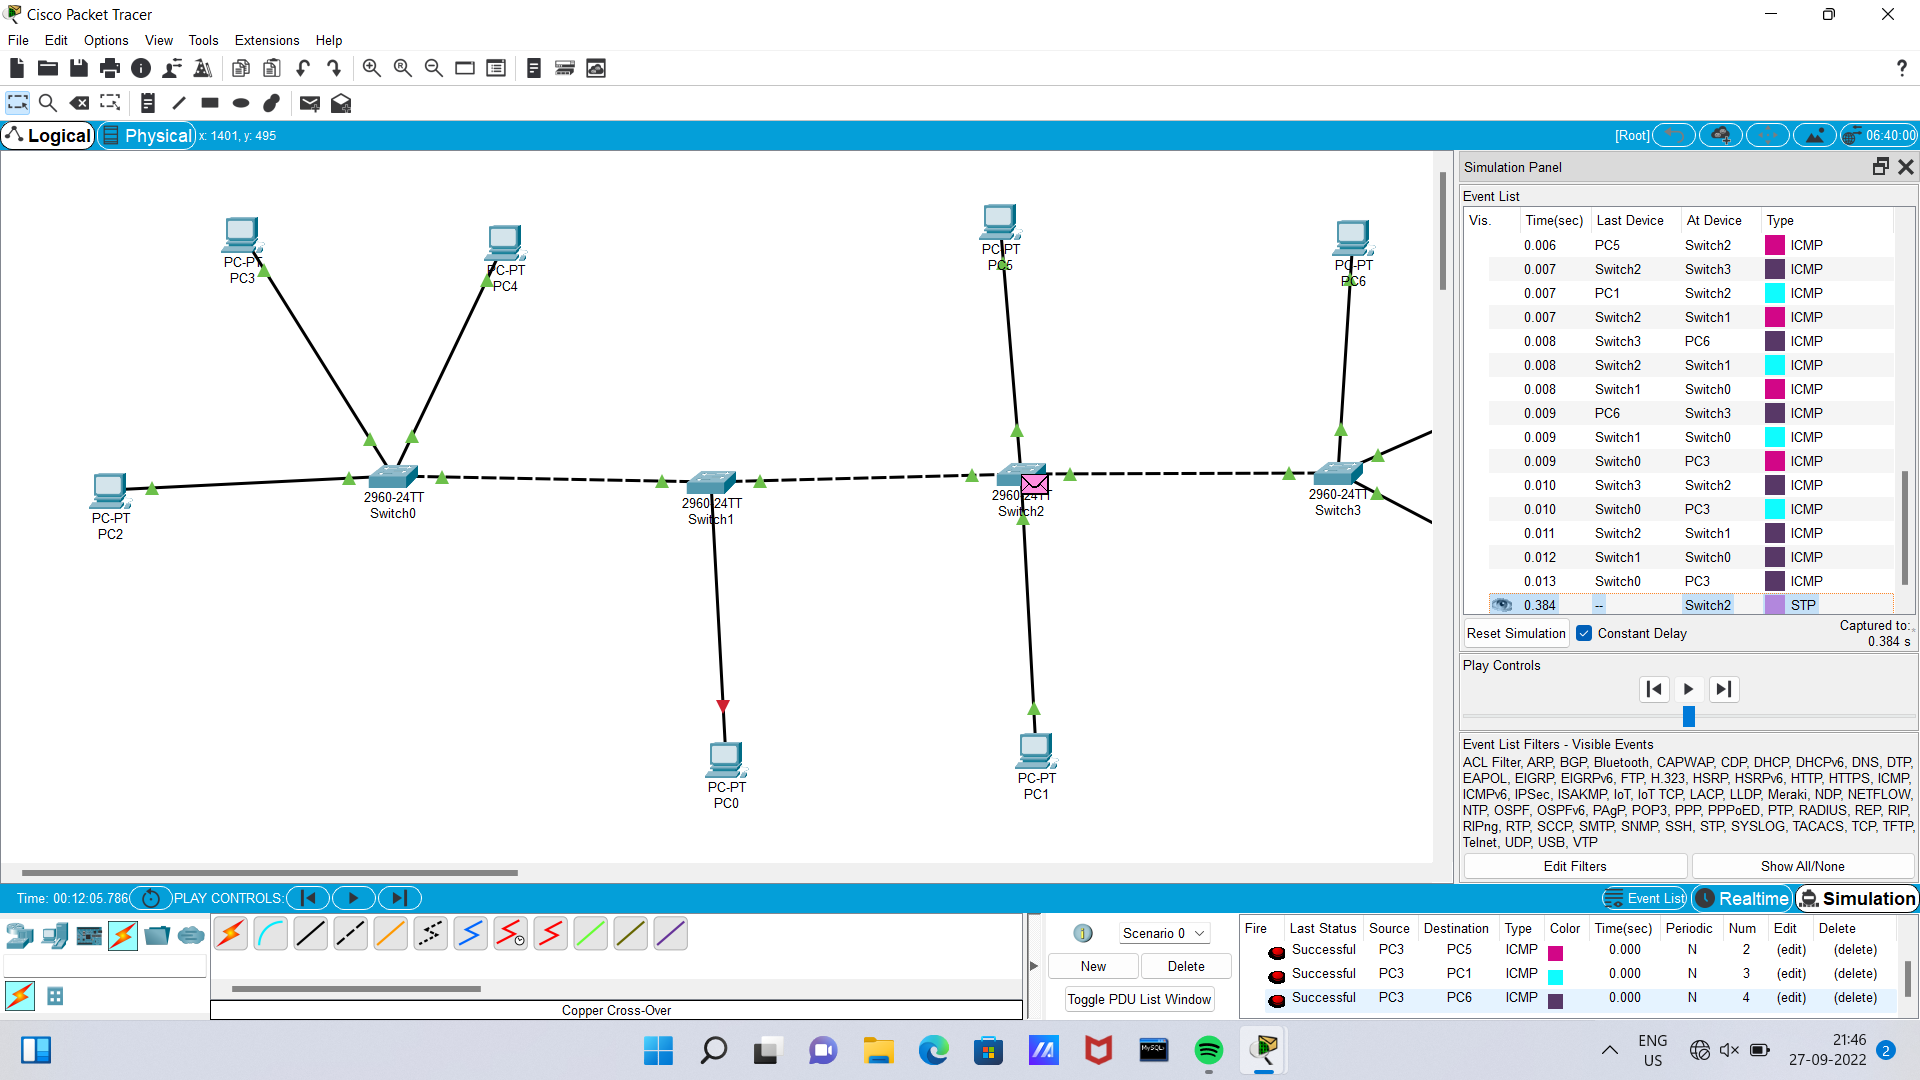 Cisco Packet Tracer
File Edit Options View Tools Extensions Help
?
Logical Physical x: 1401, y: 495 [Root] 06:40:00
PC-PT
PC3
PC-PT
PC4
PC-PT
PC5
PC-PT
PC6
PC-PT
PC2
2960-24TT
Switch0
2960-24TT
Switch1
2960-24TT
Switch2
2960-24TT
Switch3
PC-PT
PC0
PC-PT
PC1
Simulation Panel
Event List
Vis. Time(sec) Last Device At Device Type
0.006 PC5 Switch2 ICMP
0.007 Switch2 Switch3 ICMP
0.007 PC1 Switch2 ICMP
0.007 Switch2 Switch1 ICMP
0.008 Switch3 PC6 ICMP
0.008 Switch2 Switch1 ICMP
0.008 Switch1 Switch0 ICMP
0.009 PC6 Switch3 ICMP
0.009 Switch1 Switch0 ICMP
0.009 Switch0 PC3 ICMP
0.010 Switch3 Switch2 ICMP
0.010 Switch0 PC3 ICMP
0.011 Switch2 Switch1 ICMP
0.012 Switch1 Switch0 ICMP
0.013 Switch0 PC3 ICMP
0.384 -- Switch2 STP
Reset Simulation Constant Delay Captured to:
0.384 s
Play Controls
Event List Filters - Visible Events
ACL Filter, ARP, BGP, Bluetooth, CAPWAP, CDP, DHCP, DHCPv6, DNS, DTP,
EAPOL, EIGRP, EIGRPv6, FTP, H.323, HSRP, HSRPv6, HTTP, HTTPS, ICMP,
ICMPv6, IPSec, ISAKMP, IoT, IoT TCP, LACP, LLDP, Meraki, NDP, NETFLOW,
NTP, OSPF, OSPFv6, PAgP, POP3, PPP, PPPoED, PTP, RADIUS, REP, RIP,
RIPng, RTP, SCCP, SMTP, SNMP, SSH, STP, SYSLOG, TACACS, TCP, TFTP,
Telnet, UDP, USB, VTP
Edit Filters Show All/None
Time: 00:12:05.786 PLAY CONTROLS: Event List Realtime Simulation
Scenario 0
New Delete
Toggle PDU List Window
Fire Last Status Source Destination Type Color Time(sec) Periodic Num Edit Delete
Successful PC3 PC5 ICMP 0.000 N 2 (edit) (delete)
Successful PC3 PC1 ICMP 0.000 N 3 (edit) (delete)
Successful PC3 PC6 ICMP 0.000 N 4 (edit) (delete)
Copper Cross-Over
MySQL
ENG
US
21:46
27-09-2022
2